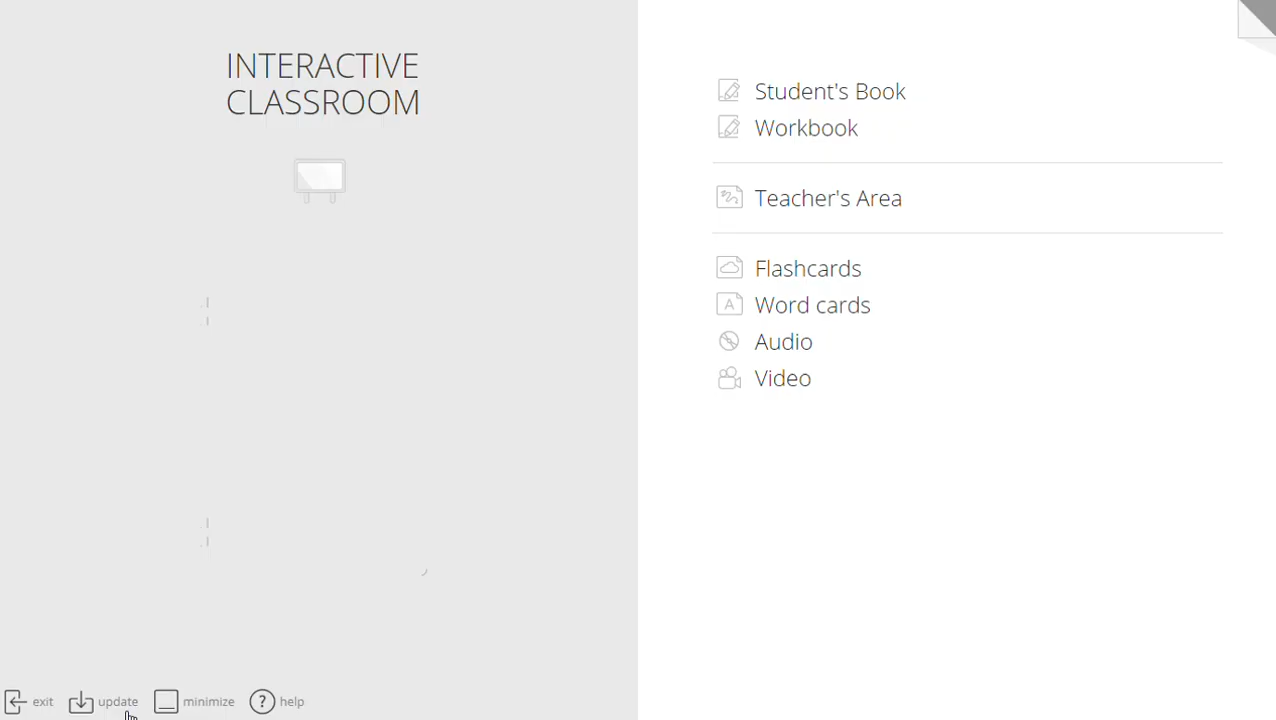 INTERACTIVE
CLASSROOM
Student's Book
Workbook
Teacher's Area
Flashcards
A Word cards
Audio
Video
exit update minimize ? help